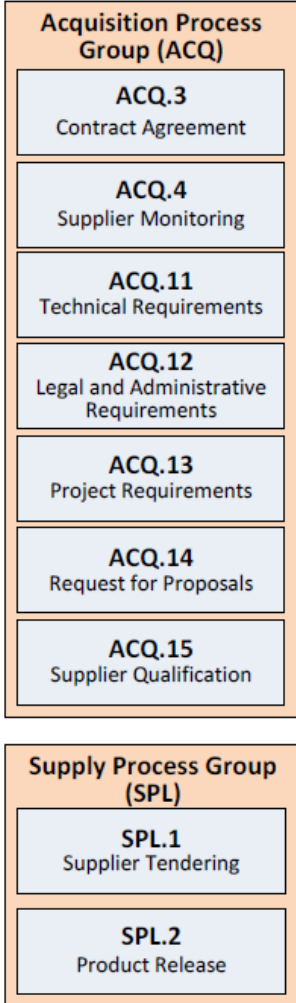 Acquisition Process
Group (ACQ)
ACQ.3
Contract Agreement
ACQ.4
Supplier Monitoring
ACQ.11
Technical Requirements
ACQ.12
Legal and Administrative
Requirements
ACQ.13
Project Requirements
ACQ.14
Request for Proposals
ACQ.15
Supplier Qualification
Supply Process Group
(SPL)
SPL.1
Supplier Tendering
SPL.2
Product Release